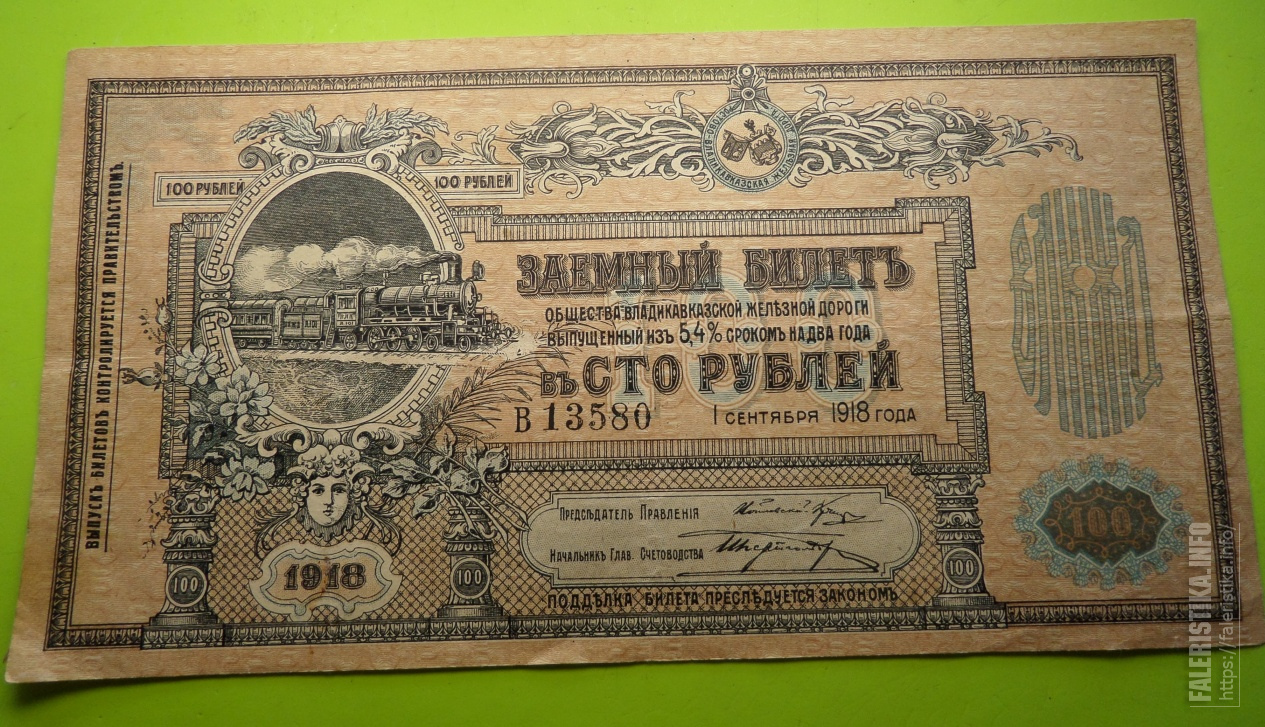 ВЫПУСКЪ БИЛЕТОВЪ КОНТРОЛИРУЕТСЯ ПРАВИТЕЛЬСТВОМЪ.
100 РУБЛЕЙ
100 РУБЛЕЙ
ВЛАДИКАВКАЗСКАЯ
ЗАЕМНЫЙ БИЛЕТЪ
ОБЩЕСТВА ВЛАДИКАВКАЗСКОЙ ЖЕЛѢЗНОЙ ДОРОГИ
ВЫПУЩЕННЫЙ ИЗЪ 5,4% СРОКОМЪ НА ДВА ГОДА
ВЪ СТО РУБЛЕЙ
В 13580
1 СЕНТЯБРЯ 1918 ГОДА
ПРЕДСѢДАТЕЛЬ ПРАВЛЕНІЯ
НАЧАЛЬНИКЪ ГЛАВ. СЧЕТОВОДСТВА
ПОДДѢЛКА БИЛЕТА ПРЕСЛѢДУЕТСЯ ЗАКОНОМЪ
1918
100
100
100
100
FALERISTIKA.INFO
https://faleristika.info/